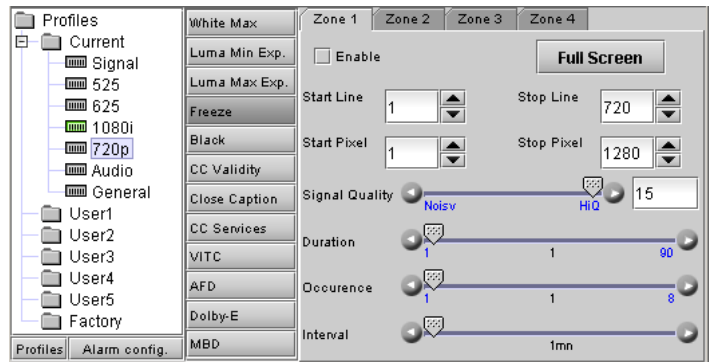 Profiles
Current
Signal
525
625
1080i
720p
Audio
General
User1
User2
User3
User4
User5
Factory
Profiles Alarm config.
White Max
Luma Min Exp.
Luma Max Exp.
Freeze
Black
CC Validity
Close Caption
CC Services
VITC
AFD
Dolby-E
MBD
Zone 1 Zone 2 Zone 3 Zone 4
Enable Full Screen
Start Line 1 Stop Line 720
Start Pixel 1 Stop Pixel 1280
Signal Quality 15
Noisy HiQ
Duration
1 1 90
Occurence
1 1 8
Interval
1mn